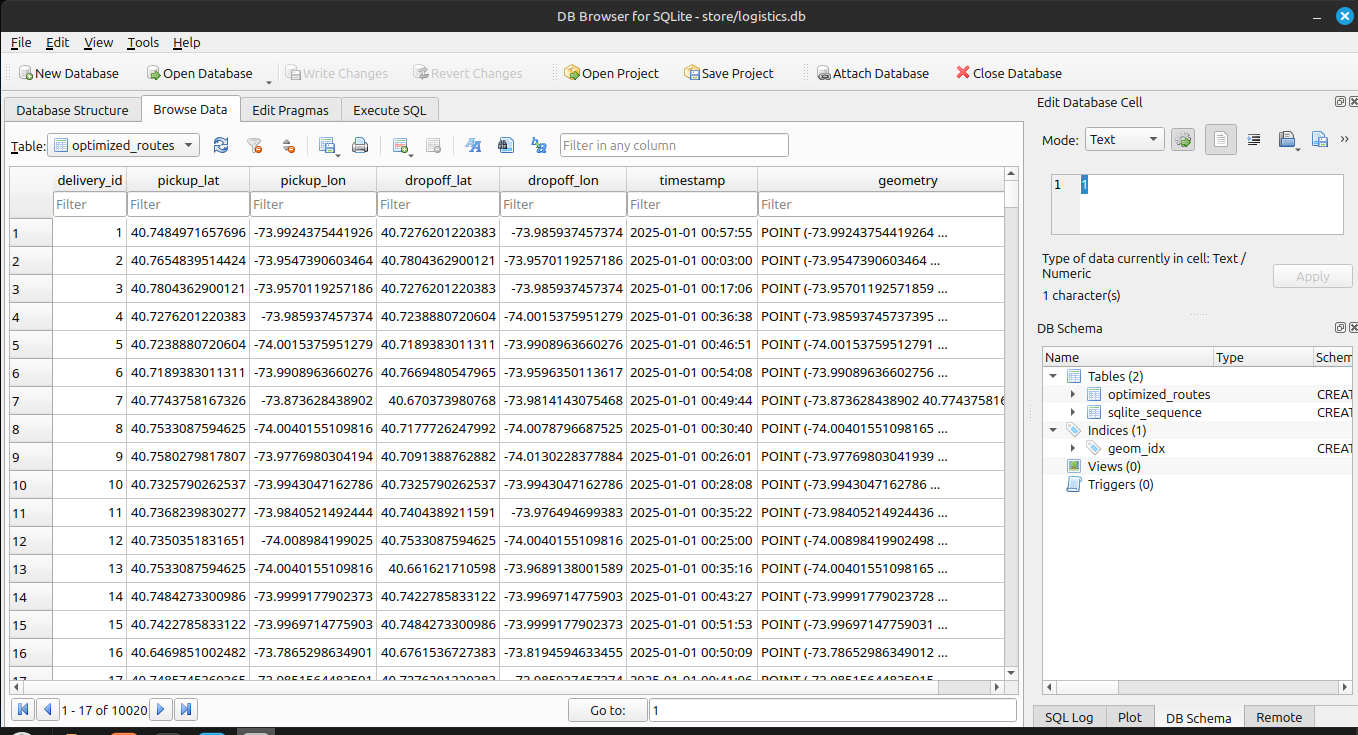 DB Browser for SQLite - store/logistics.db
File Edit View Tools Help
New Database Open Database Write Changes Revert Changes Open Project Save Project Attach Database Close Database
Database Structure Browse Data Edit Pragmas Execute SQL
Table: optimized_routes Filter in any column
delivery_id pickup_lat pickup_lon dropoff_lat dropoff_lon timestamp geometry
Filter Filter Filter Filter Filter Filter Filter
1 1 40.7484971657696 -73.9924375441926 40.7276201220383 -73.985937457374 2025-01-01 00:57:55 POINT (-73.99243754419264 ...
2 2 40.7654839514424 -73.9547390603464 40.7804362900121 -73.9570119257186 2025-01-01 00:03:00 POINT (-73.9547390603464 ...
3 3 40.7804362900121 -73.9570119257186 40.7276201220383 -73.985937457374 2025-01-01 00:17:06 POINT (-73.95701192571859 ...
4 4 40.7276201220383 -73.985937457374 40.7238880720604 -74.0015375951279 2025-01-01 00:36:38 POINT (-73.98593745737395 ...
5 5 40.7238880720604 -74.0015375951279 40.7189383011311 -73.9908963660276 2025-01-01 00:46:51 POINT (-74.00153759512791 ...
6 6 40.7189383011311 -73.9908963660276 40.7669480547965 -73.9596350113617 2025-01-01 00:54:08 POINT (-73.99089636602756 ...
7 7 40.7743758167326 -73.873628438902 40.670373980768 -73.9814143075468 2025-01-01 00:49:44 POINT (-73.873628438902 40.774375816
8 8 40.7533087594625 -74.0040155109816 40.7177726247992 -74.0078796687525 2025-01-01 00:30:40 POINT (-74.00401551098165 ...
9 9 40.7580279817807 -73.9776980304194 40.7091388762882 -74.0130228377884 2025-01-01 00:26:01 POINT (-73.97769803041939 ...
10 10 40.7325790262537 -73.9943047162786 40.7325790262537 -73.9943047162786 2025-01-01 00:28:08 POINT (-73.9943047162786 ...
11 11 40.7368239830277 -73.9840521492444 40.7404389211591 -73.976494699383 2025-01-01 00:35:22 POINT (-73.98405214924436 ...
12 12 40.7350351831651 -74.008984199025 40.7533087594625 -74.0040155109816 2025-01-01 00:25:00 POINT (-74.00898419902498 ...
13 13 40.7533087594625 -74.0040155109816 40.661621710598 -73.9689138001589 2025-01-01 00:35:16 POINT (-74.00401551098165 ...
14 14 40.7484273300986 -73.9999177902373 40.7422785833122 -73.9969714775903 2025-01-01 00:43:27 POINT (-73.99991779023728 ...
15 15 40.7422785833122 -73.9969714775903 40.7484273300986 -73.9999177902373 2025-01-01 00:51:53 POINT (-73.99697147759031 ...
16 16 40.6469851002482 -73.7865298634901 40.6761536727383 -73.8194594633455 2025-01-01 00:50:09 POINT (-73.78652986349012 ...
1 - 17 of 10020 Go to: 1
Edit Database Cell
Mode: Text
1 1
Type of data currently in cell: Text /
Numeric
Apply
1 character(s)
DB Schema
Name Type Schem
Tables (2)
optimized_routes CREAT
sqlite_sequence CREAT
Indices (1)
geom_idx CREAT
Views (0)
Triggers (0)
SQL Log Plot DB Schema Remote